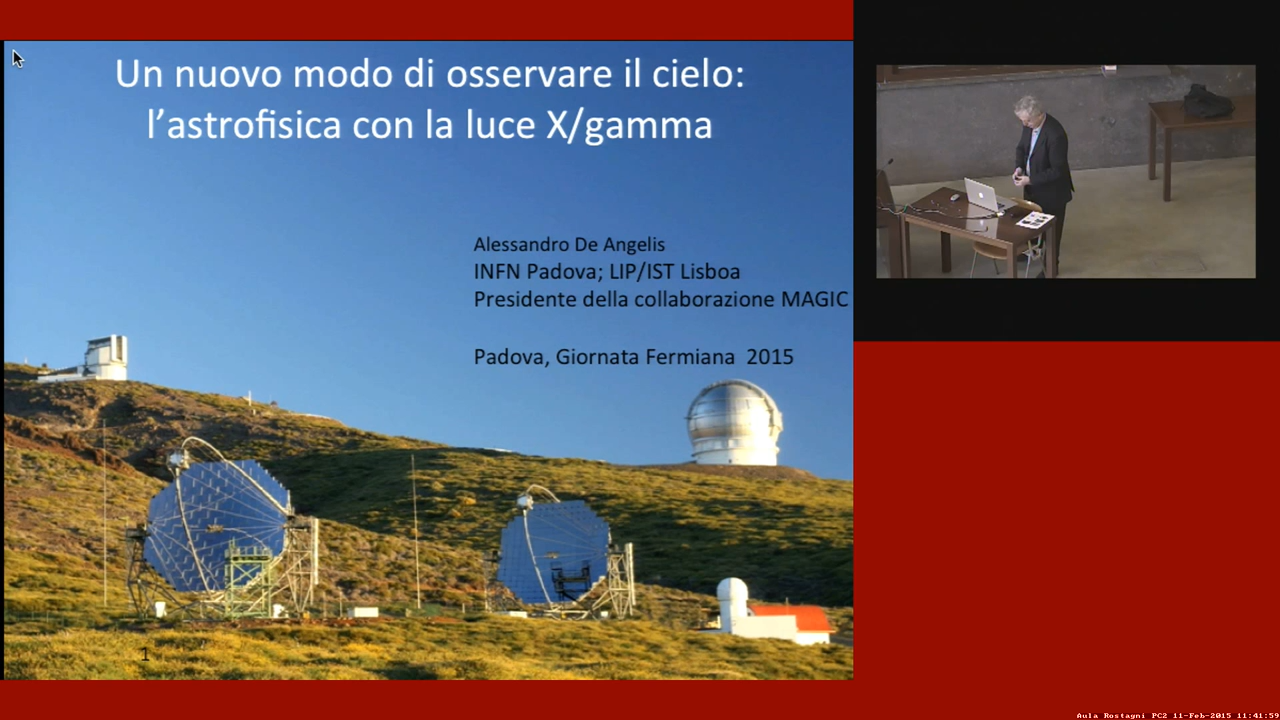 Un nuovo modo di osservare il cielo:
l’astrofisica con la luce X/gamma
Alessandro De Angelis
INFN Padova; LIP/IST Lisboa
Presidente della collaborazione MAGIC
Padova, Giornata Fermiana  2015
1
Aula Rostagni PC2 11-Feb-2015 11:41:59